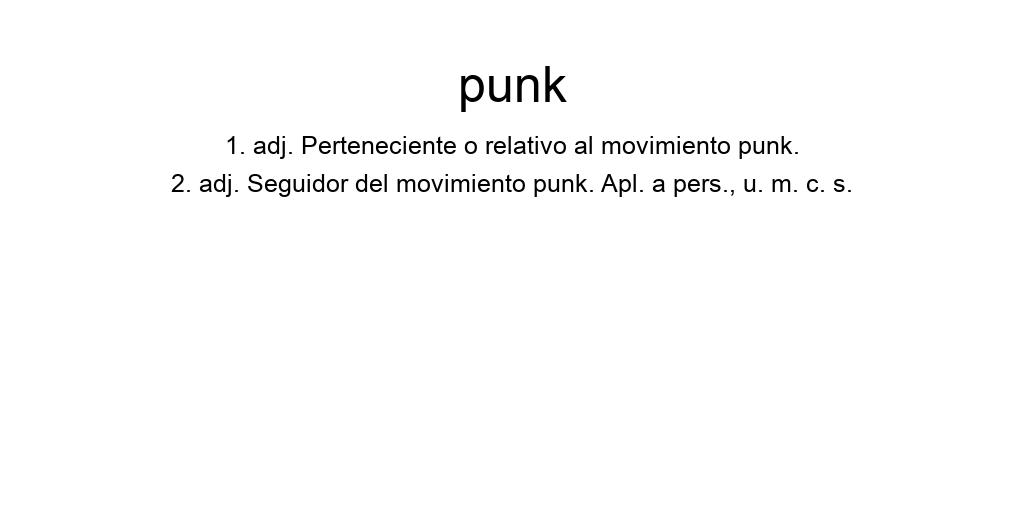 punk
1. adj. Perteneciente o relativo al movimiento punk.
2. adj. Seguidor del movimiento punk. Apl. a pers., u. m. c. s.